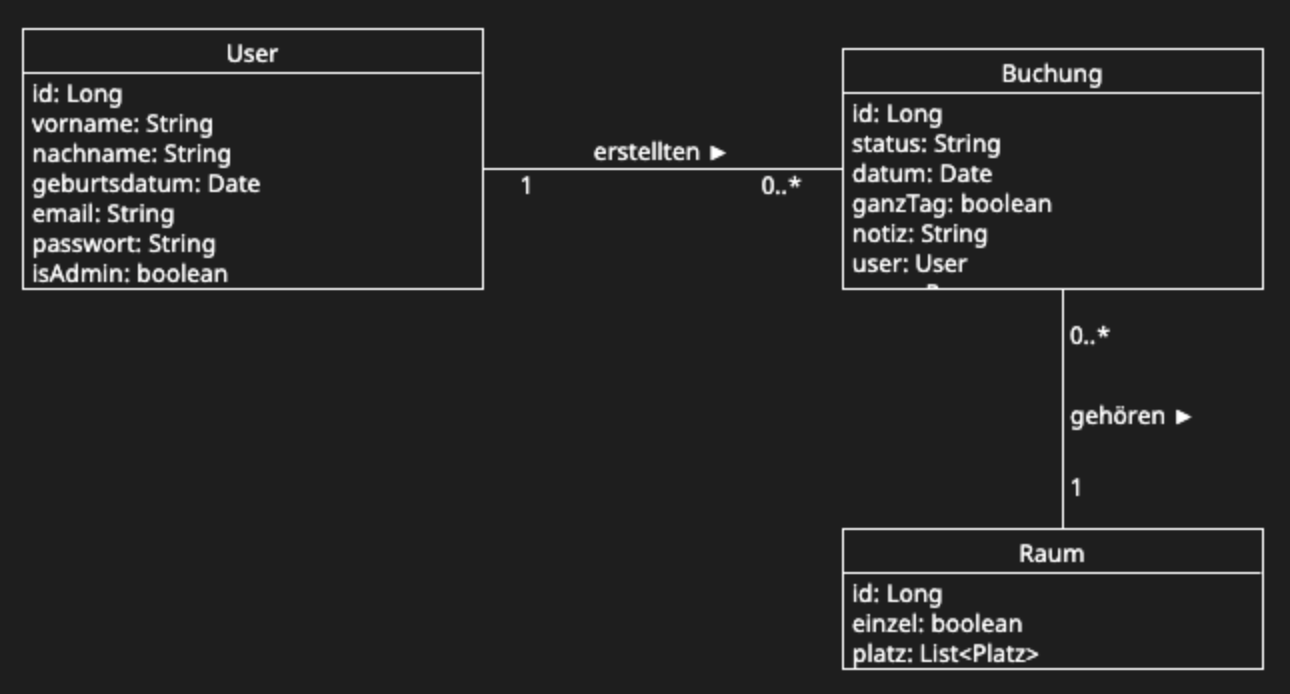 User
id: Long
vorname: String
nachname: String
geburtsdatum: Date
email: String
passwort: String
isAdmin: boolean
erstellten ►
1
0..*
Buchung
id: Long
status: String
datum: Date
ganzTag: boolean
notiz: String
user: User
0..*
gehören ►
1
Raum
id: Long
einzel: boolean
platz: List<Platz>